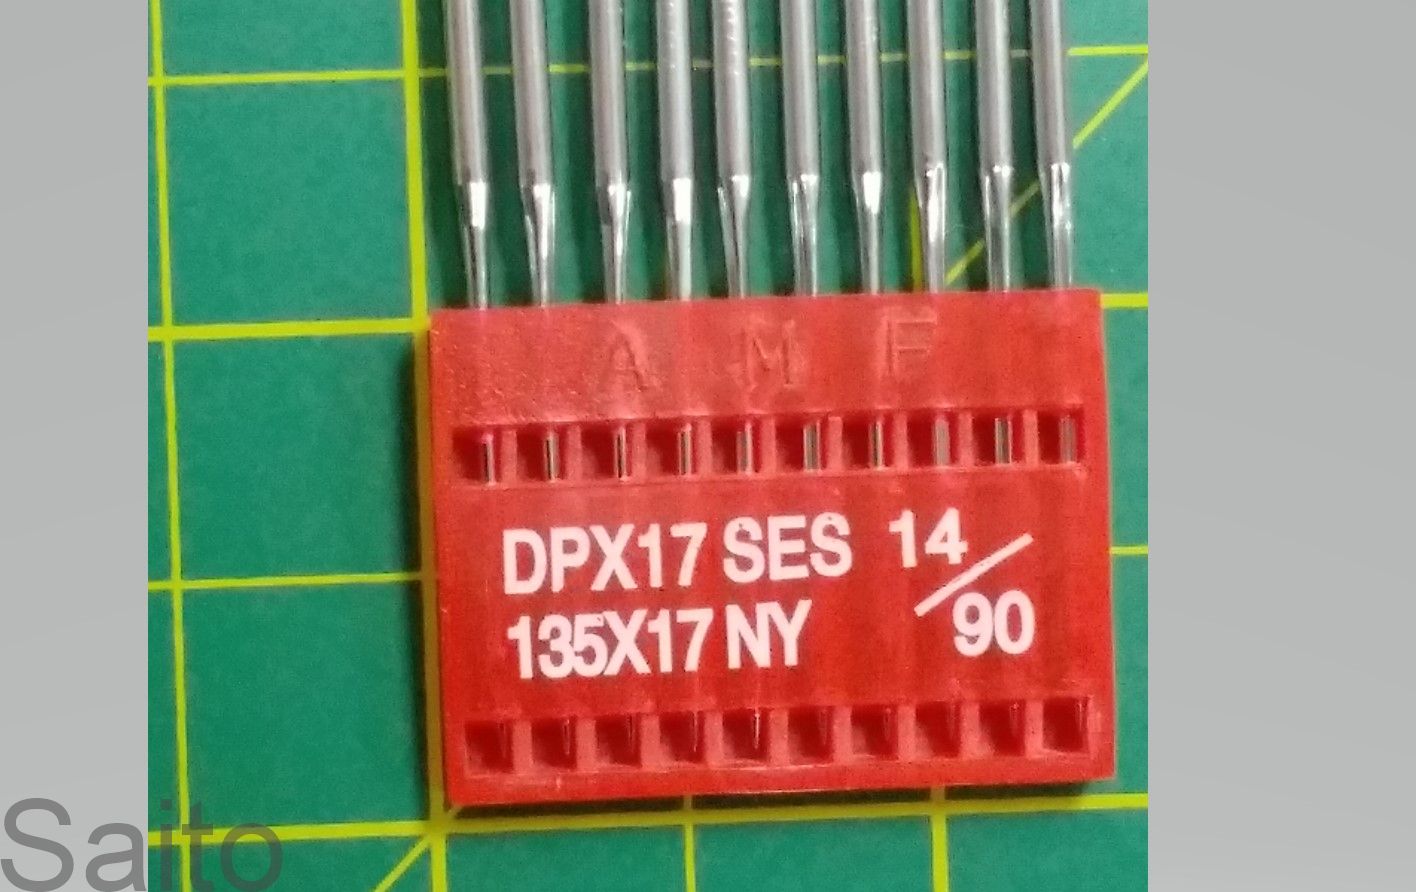 A M F
DPX17 SES 14/90
135X17 NY
Saito